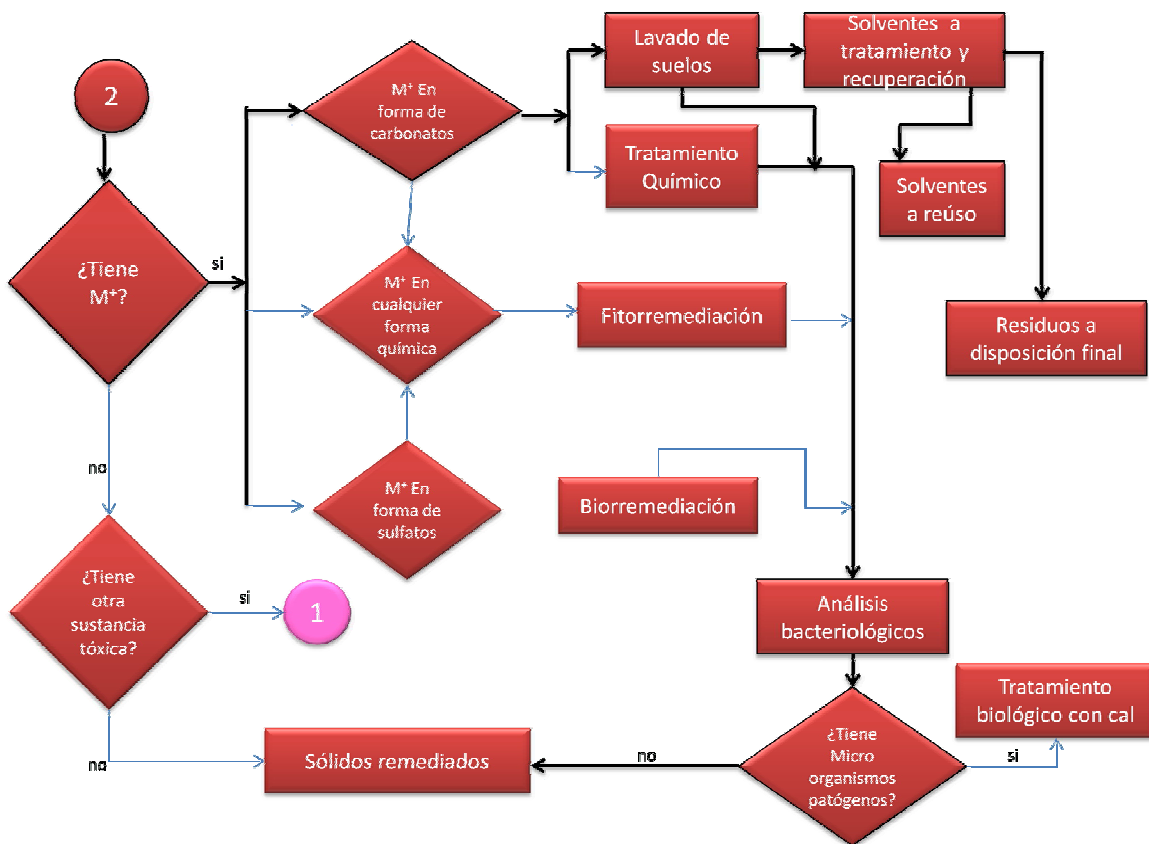 2
¿Tiene
M⁺?
si
no
M⁺ En
forma de
carbonatos
M⁺ En
cualquier
forma
química
M⁺ En
forma de
sulfatos
Lavado de
suelos
Solventes a
tratamiento y
recuperación
Tratamiento
Químico
Solventes
a reúso
Fitorremediación
Residuos a
disposición final
Biorremediación
¿Tiene
otra
sustancia
tóxica?
si
1
no
Análisis
bacteriológicos
¿Tiene
Micro
organismos
patógenos?
si
Tratamiento
biológico con cal
no
Sólidos remediados